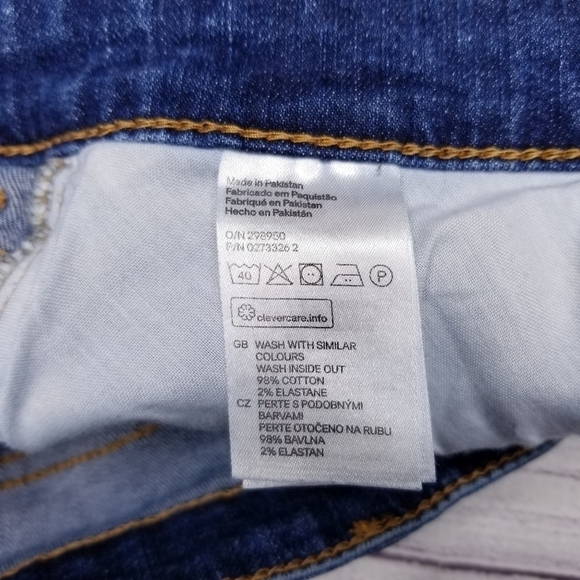 Made in Pakistan
Fabricado em Paquistão
Fabriqué en Pakistan
Hecho en Pakistán
O/N 298950
P/N 0273326 2
40
P
clevercare.info
GB WASH WITH SIMILAR
COLOURS
WASH INSIDE OUT
98% COTTON
2% ELASTANE
CZ PERTE S PODOBNÝMI
BARVAMI
PERTE OTOČENO NA RUBU
98% BAVLNA
2% ELASTAN